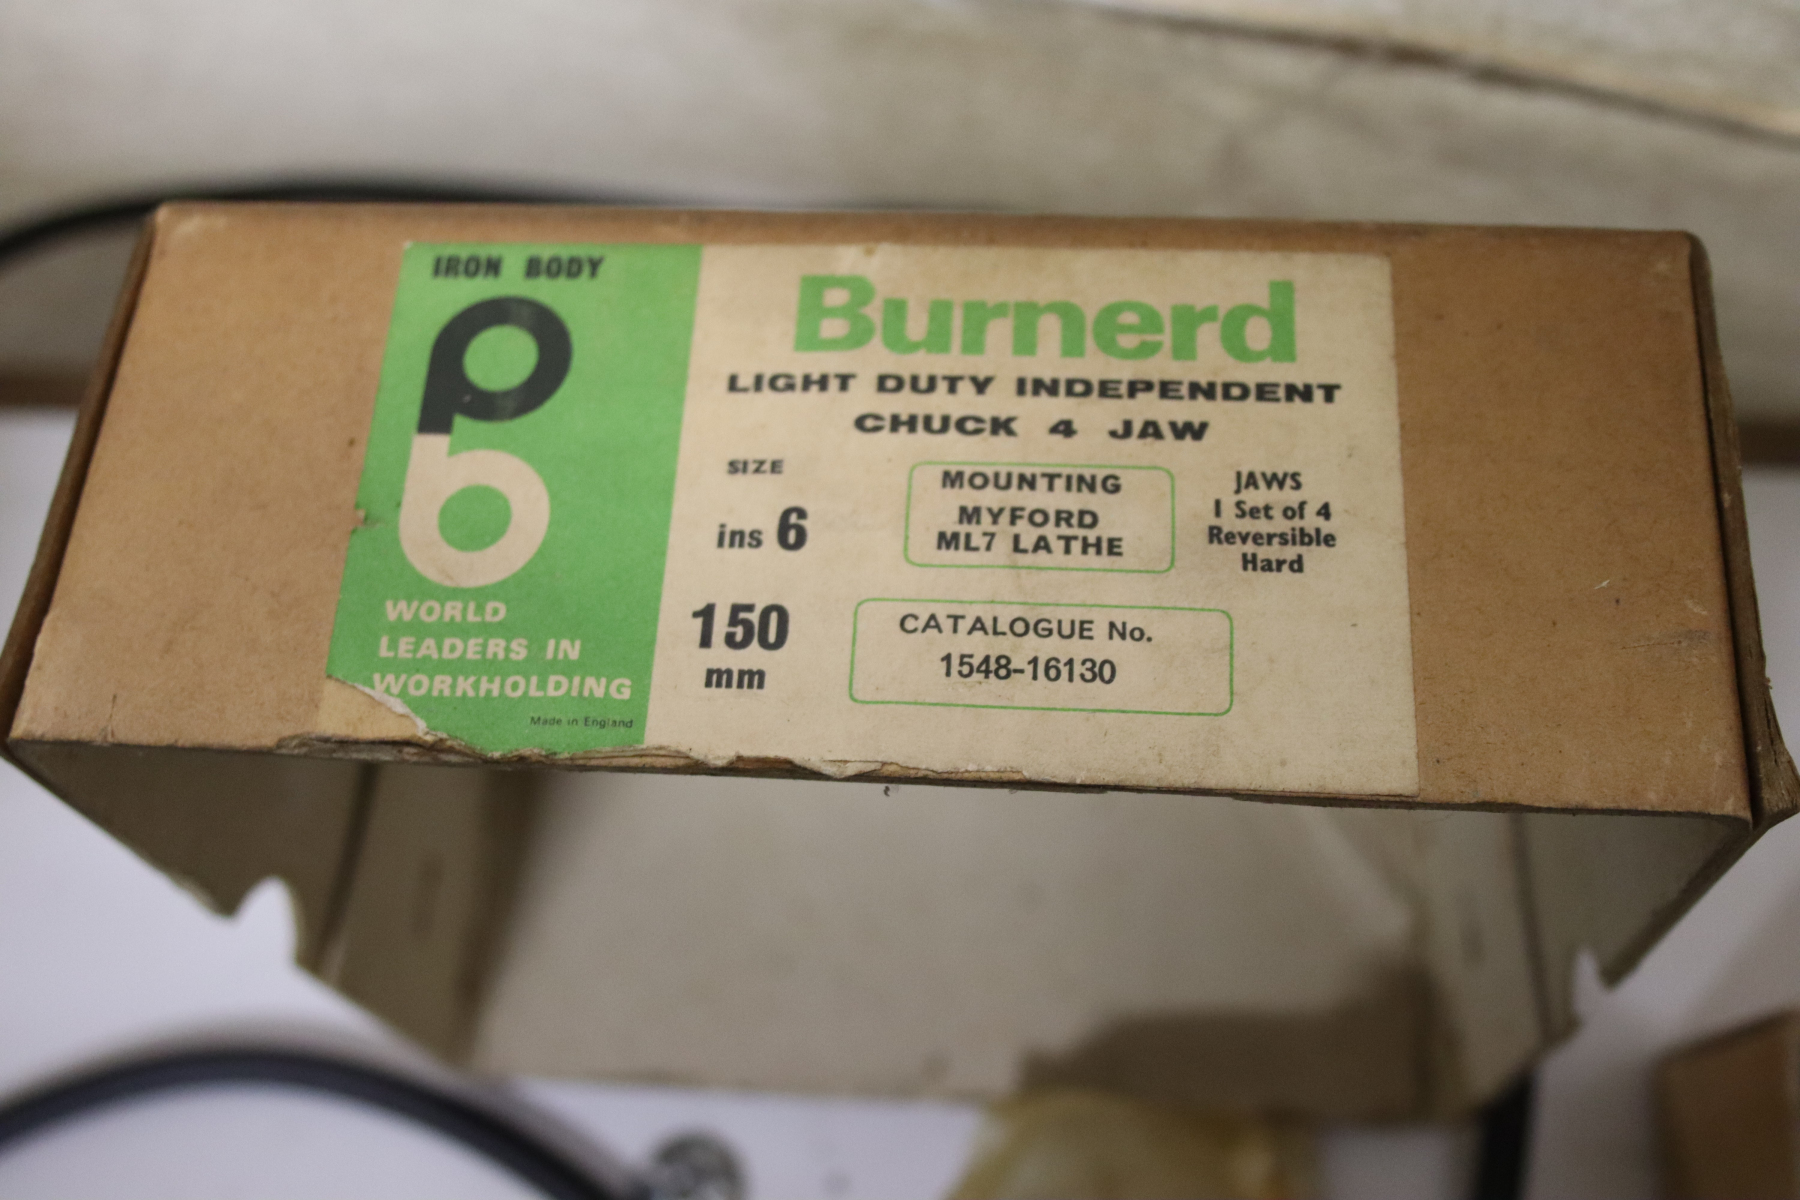 IRON BODY
pb
WORLD
LEADERS IN
WORKHOLDING
Made in England
Burnerd
LIGHT DUTY INDEPENDENT
CHUCK 4 JAW
SIZE
ins 6
150
mm
MOUNTING
MYFORD
ML7 LATHE
JAWS
1 Set of 4
Reversible
Hard
CATALOGUE No.
1548-16130